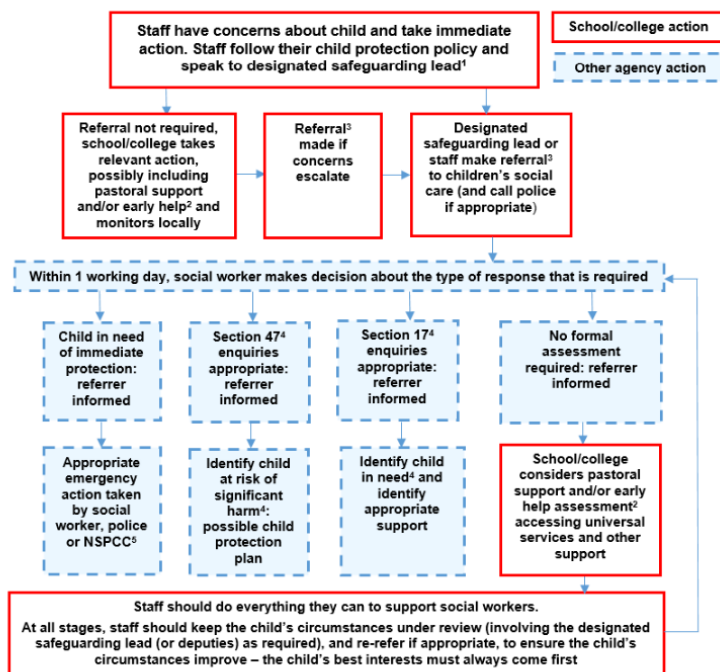 Staff have concerns about child and take immediate
action. Staff follow their child protection policy and
speak to designated safeguarding lead¹
School/college action
Other agency action
Referral not required,
school/college takes
relevant action,
possibly including
pastoral support
and/or early help² and
monitors locally
Referral³
made if
concerns
escalate
Designated
safeguarding lead or
staff make referral³
to children’s social
care (and call police
if appropriate)
Within 1 working day, social worker makes decision about the type of response that is required
Child in need
of immediate
protection:
referrer
informed
Section 47⁴
enquiries
appropriate:
referrer
informed
Section 17⁴
enquiries
appropriate:
referrer
informed
No formal
assessment
required: referrer
informed
Appropriate
emergency
action taken
by social
worker, police
or NSPCC⁵
Identify child
at risk of
significant
harm⁴:
possible child
protection
plan
Identify child
in need⁴ and
identify
appropriate
support
School/college
considers pastoral
support and/or early
help assessment²
accessing universal
services and other
support
Staff should do everything they can to support social workers.
At all stages, staff should keep the child’s circumstances under review (involving the designated
safeguarding lead (or deputies) as required), and re-refer if appropriate, to ensure the child’s
circumstances improve – the child’s best interests must always come first